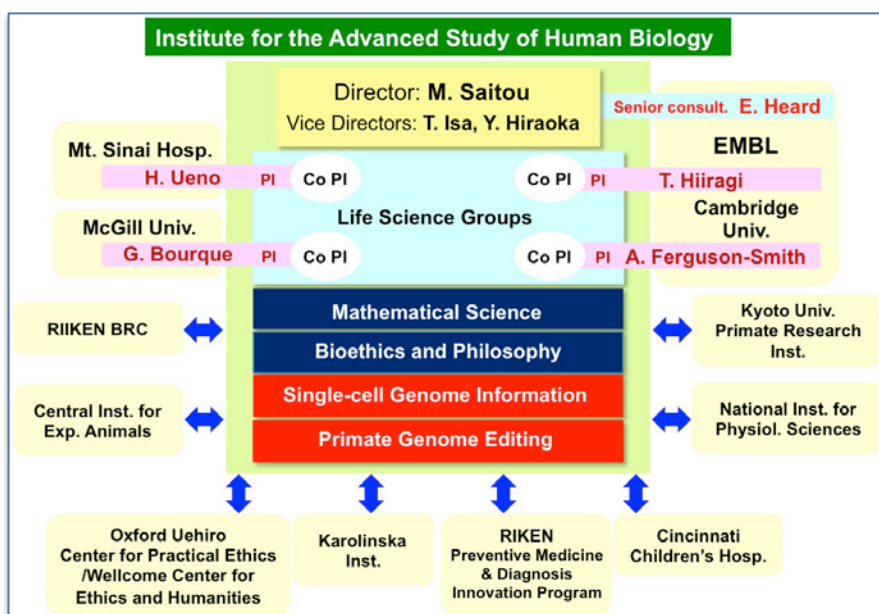 Institute for the Advanced Study of Human Biology
Director: M. Saitou
Vice Directors: T. Isa, Y. Hiraoka
Senior consult. E. Heard
Mt. Sinai Hosp.
H. Ueno PI Co PI
McGill Univ.
G. Bourque PI Co PI
EMBL
Co PI PI T. Hiiragi
Cambridge
Univ.
Co PI PI A. Ferguson-Smith
Life Science Groups
Mathematical Science
Bioethics and Philosophy
Single-cell Genome Information
Primate Genome Editing
RIIKEN BRC
Central Inst. for
Exp. Animals
Kyoto Univ.
Primate Research
Inst.
National Inst. for
Physiol. Sciences
Oxford Uehiro
Center for Practical Ethics
/Wellcome Center for
Ethics and Humanities
Karolinska
Inst.
RIKEN
Preventive Medicine
& Diagnosis
Innovation Program
Cincinnati
Children's Hosp.